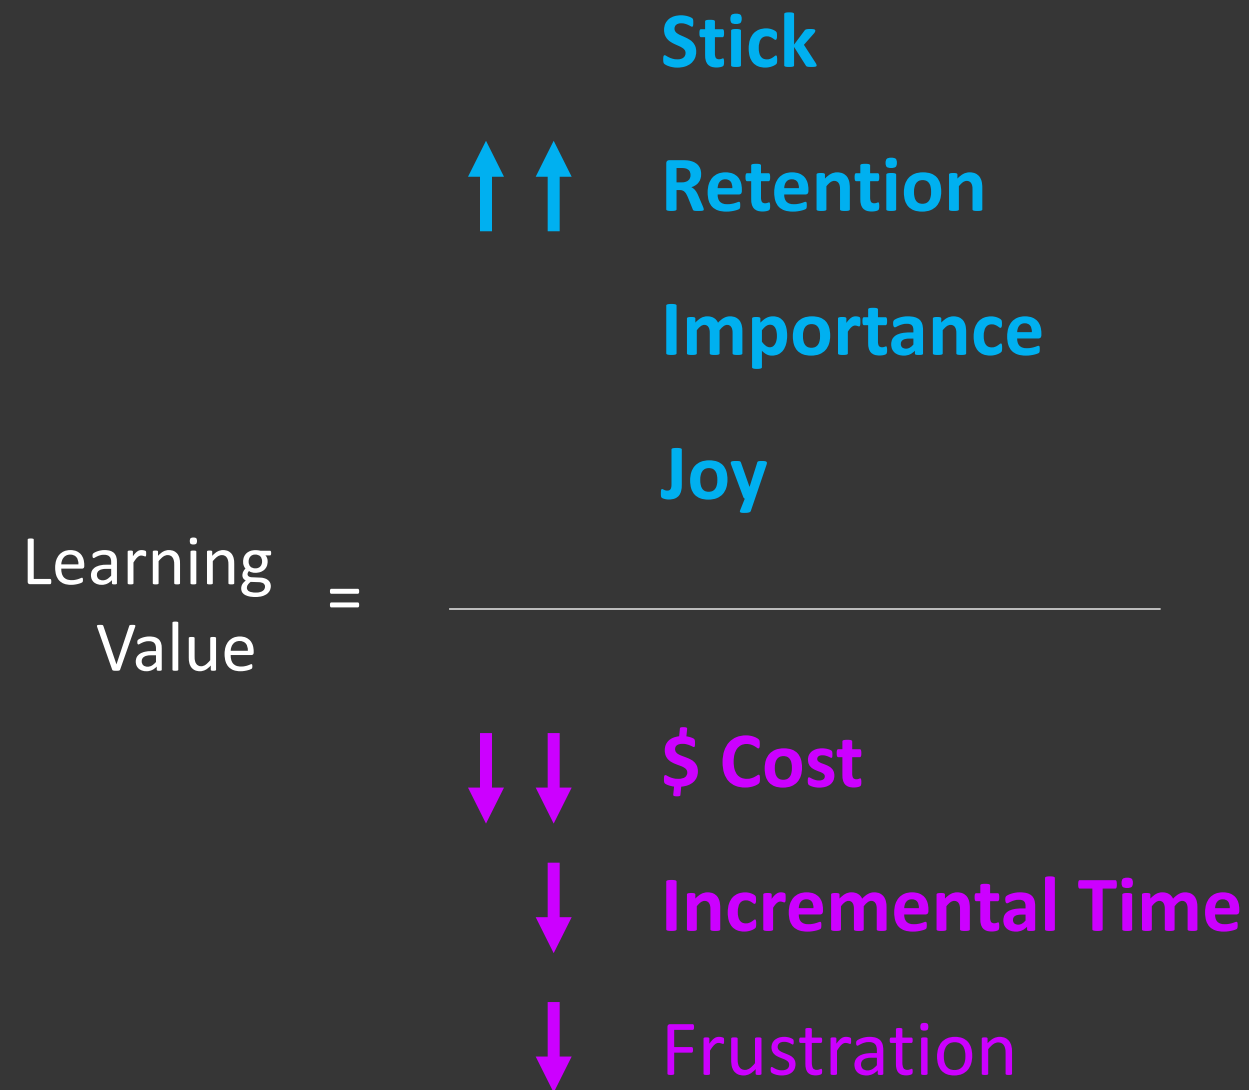 Stick
Retention
Importance
Joy
Learning
Value
=
$ Cost
Incremental Time
Frustration